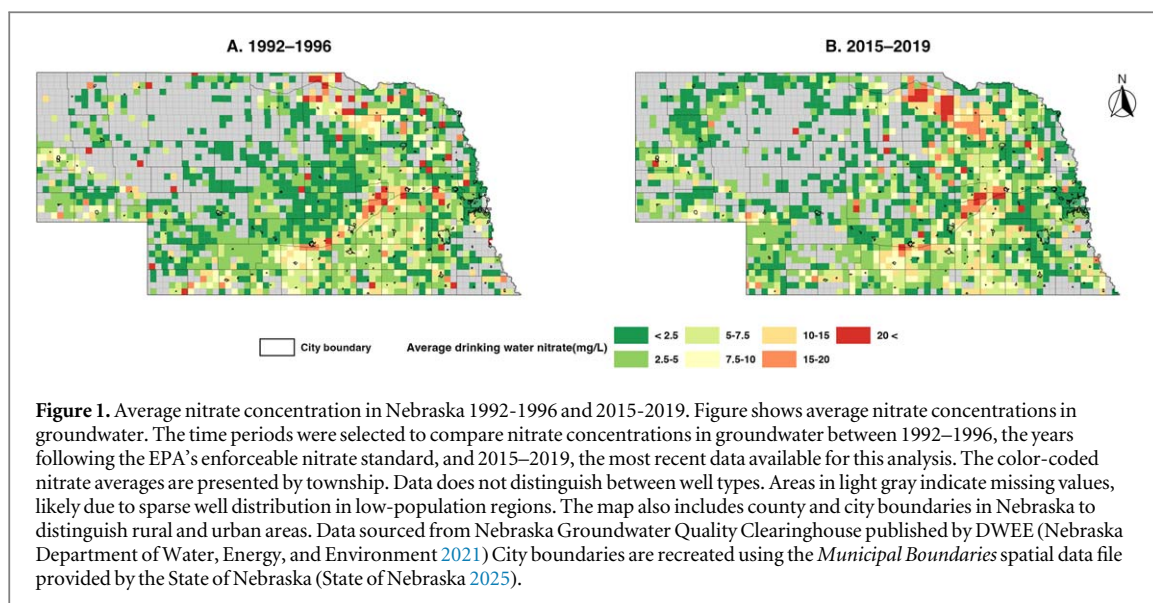 A. 1992–1996
B. 2015–2019
N
City boundary
Average drinking water nitrate(mg/L)
< 2.5
5-7.5
10-15
20 <
2.5-5
7.5-10
15-20
Figure 1. Average nitrate concentration in Nebraska 1992-1996 and 2015-2019. Figure shows average nitrate concentrations in
groundwater. The time periods were selected to compare nitrate concentrations in groundwater between 1992–1996, the years
following the EPA's enforceable nitrate standard, and 2015–2019, the most recent data available for this analysis. The color-coded
nitrate averages are presented by township. Data does not distinguish between well types. Areas in light gray indicate missing values,
likely due to sparse well distribution in low-population regions. The map also includes county and city boundaries in Nebraska to
distinguish rural and urban areas. Data sourced from Nebraska Groundwater Quality Clearinghouse published by DWEE (Nebraska
Department of Water, Energy, and Environment 2021) City boundaries are recreated using the Municipal Boundaries spatial data file
provided by the State of Nebraska (State of Nebraska 2025).